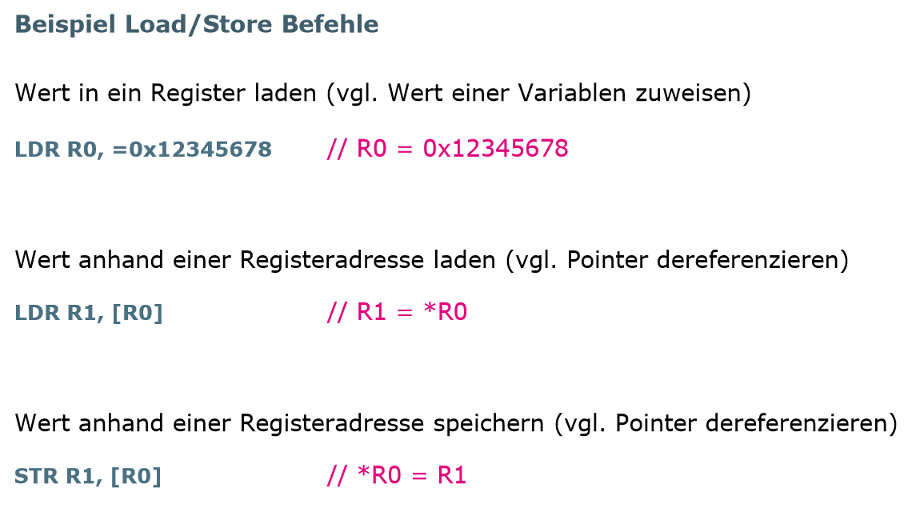 Beispiel Load/Store Befehle
Wert in ein Register laden (vgl. Wert einer Variablen zuweisen)
LDR R0, =0x12345678 // R0 = 0x12345678
Wert anhand einer Registeradresse laden (vgl. Pointer dereferenzieren)
LDR R1, [R0] // R1 = *R0
Wert anhand einer Registeradresse speichern (vgl. Pointer dereferenzieren)
STR R1, [R0] // *R0 = R1